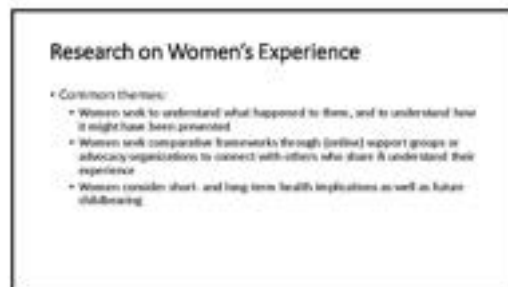 Research on Women's Experience
• Common themes:
• Women seek to understand what happened to them, and to understand how
it might have been prevented
• Women seek comparative frameworks through (online) support groups or
advocacy organizations to connect with others who share & understand their
experience
• Women consider short- and long-term health implications as well as future
childbearing